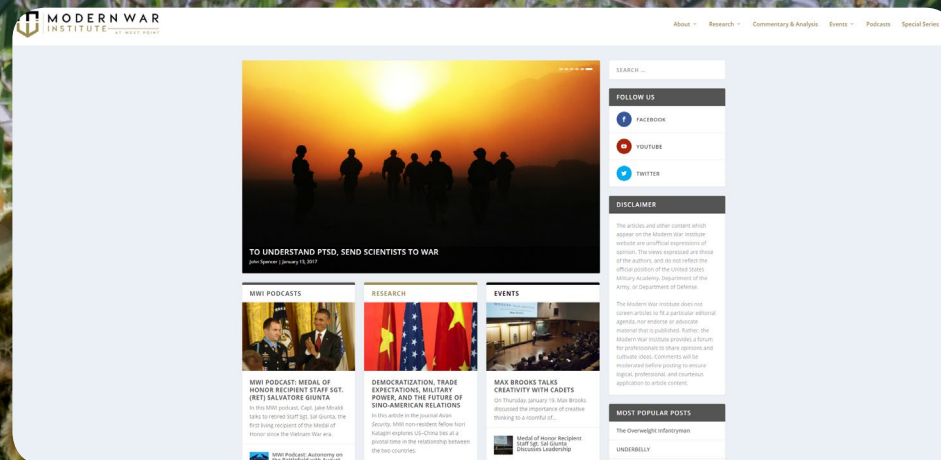 MODERN WAR
INSTITUTE
AT WEST POINT
About
Research
Commentary & Analysis
Events
Podcasts
Special Series
SEARCH ...
FOLLOW US
FACEBOOK
YOUTUBE
TWITTER
TO UNDERSTAND PTSD, SEND SCIENTISTS TO WAR
John Spencer | January 13, 2017
DISCLAIMER
The articles and other content which
appear on the Modern War Institute
website are unofficial expressions of
opinion. The views expressed are those
of the authors, and do not reflect the
official position of the United States
Military Academy, Department of the
Army, or Department of Defense.
The Modern War Institute does not
screen articles to fit a particular editorial
agenda, nor endorse or advocate
material that is published. Rather, the
Modern War Institute provides a forum
for professionals to share opinions and
cultivate ideas. Comments will be
moderated before posting to ensure
logical, professional, and courteous
application to article content.
MWI PODCASTS
MWI PODCAST: MEDAL OF
HONOR RECIPIENT STAFF SGT.
(RET) SALVATORE GIUNTA
In this MWI podcast, Capt. Jake Miraldi
talks to retired Staff Sgt. Sal Giunta, the
first living recipient of the Medal of
Honor since the Vietnam War era.
MWI Podcast: Autonomy on
the Battlefield with August
RESEARCH
DEMOCRATIZATION, TRADE
EXPECTATIONS, MILITARY
POWER, AND THE FUTURE OF
SINO-AMERICAN RELATIONS
In this article in the journal Asian
Security, MWI non-resident fellow Nori
Katagiri explores US–China ties at a
pivotal time in the relationship between
the two countries.
EVENTS
MAX BROOKS TALKS
CREATIVITY WITH CADETS
On Thursday, January 19, Max Brooks
discussed the importance of creative
thinking to a roomful of...
Medal of Honor Recipient
Staff Sgt. Sal Giunta
Discusses Leadership
MOST POPULAR POSTS
The Overweight Infantryman
UNDERBELLY